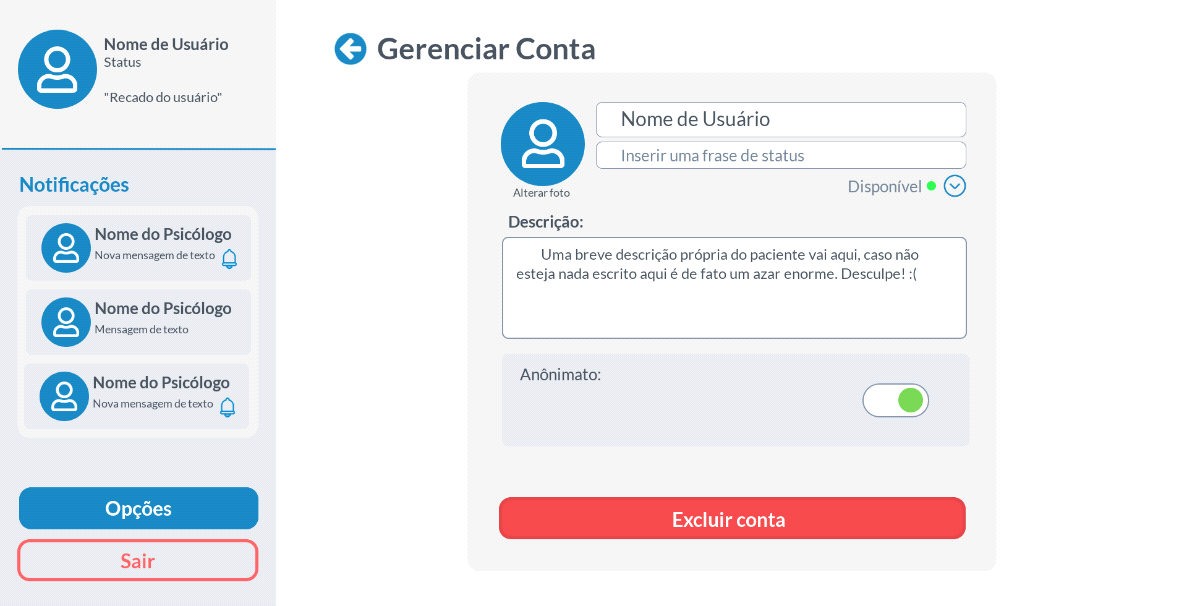 Nome de Usuário
Status
"Recado do usuário"
Notificações
Nome do Psicólogo
Nova mensagem de texto
Nome do Psicólogo
Mensagem de texto
Nome do Psicólogo
Nova mensagem de texto
Opções
Sair
Gerenciar Conta
Nome de Usuário
Inserir uma frase de status
Alterar foto
Disponível
Descrição:
Uma breve descrição própria do paciente vai aqui, caso não
esteja nada escrito aqui é de fato um azar enorme. Desculpe! :(
Anônimato:
Excluir conta